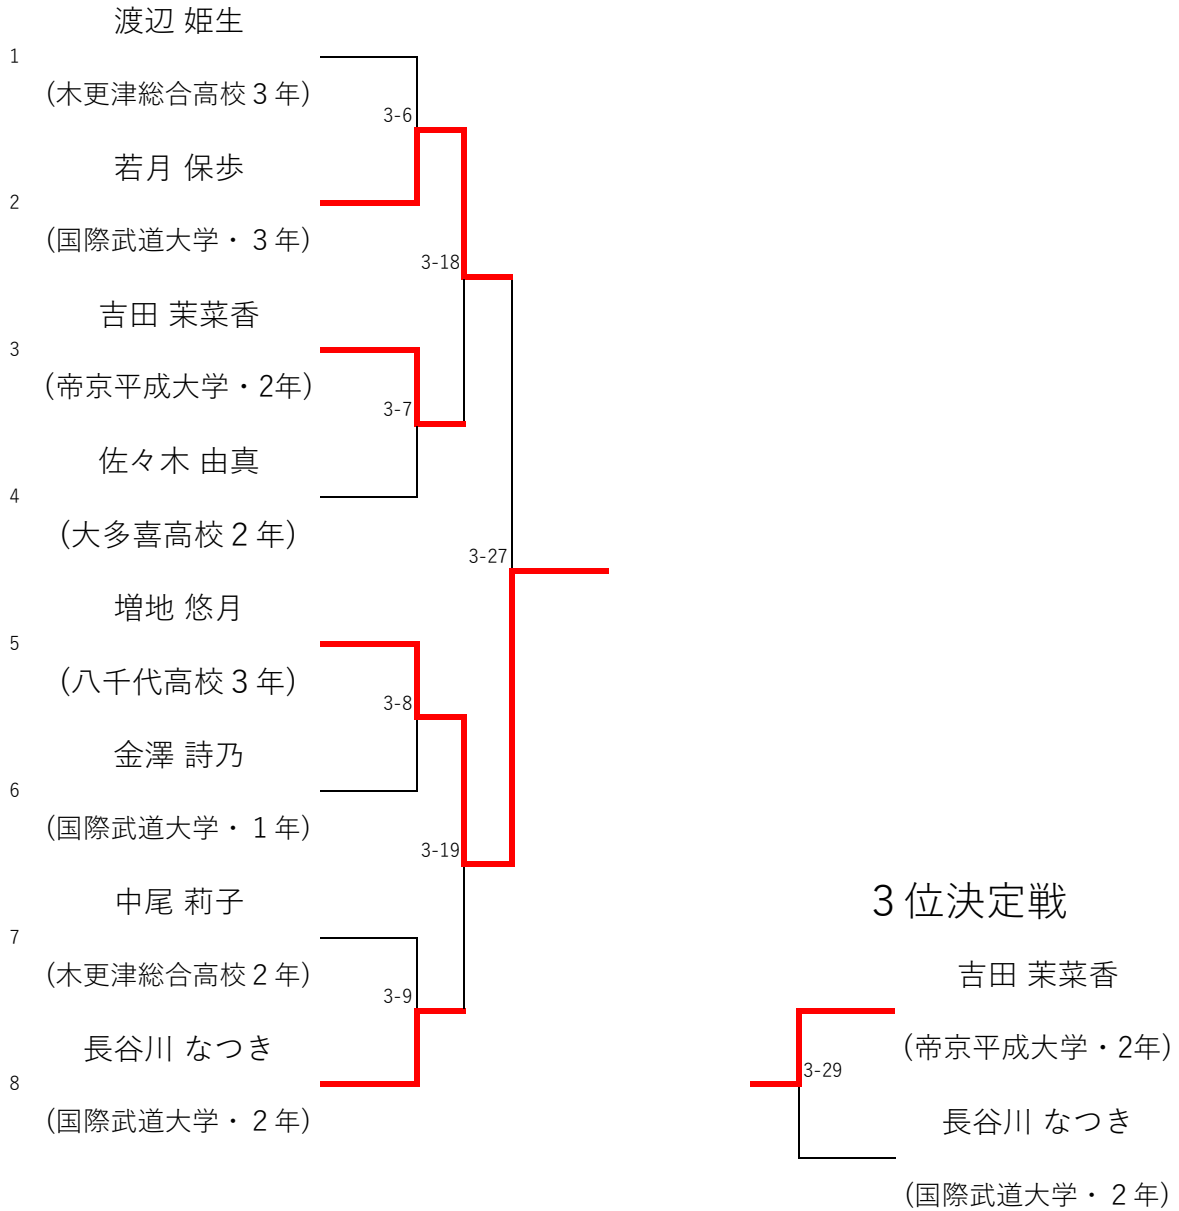 渡辺 姫生
1
(木更津総合高校３年)
3-6
若月 保歩
2
(国際武道大学・３年)
3-18
吉田 茉菜香
3
(帝京平成大学・2年)
3-7
佐々木 由真
4
(大多喜高校２年)
3-27
増地 悠月
5
(八千代高校３年)
3-8
金澤 詩乃
6
(国際武道大学・１年)
3-19
中尾 莉子
7
(木更津総合高校２年)
3-9
長谷川 なつき
8
(国際武道大学・２年)
３位決定戦
吉田 茉菜香
(帝京平成大学・2年)
3-29
長谷川 なつき
(国際武道大学・２年)